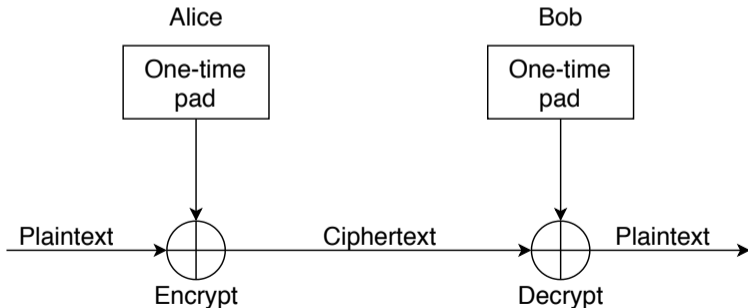 Alice
Bob
One-time
pad
One-time
pad
Plaintext
Ciphertext
Plaintext
Encrypt
Decrypt